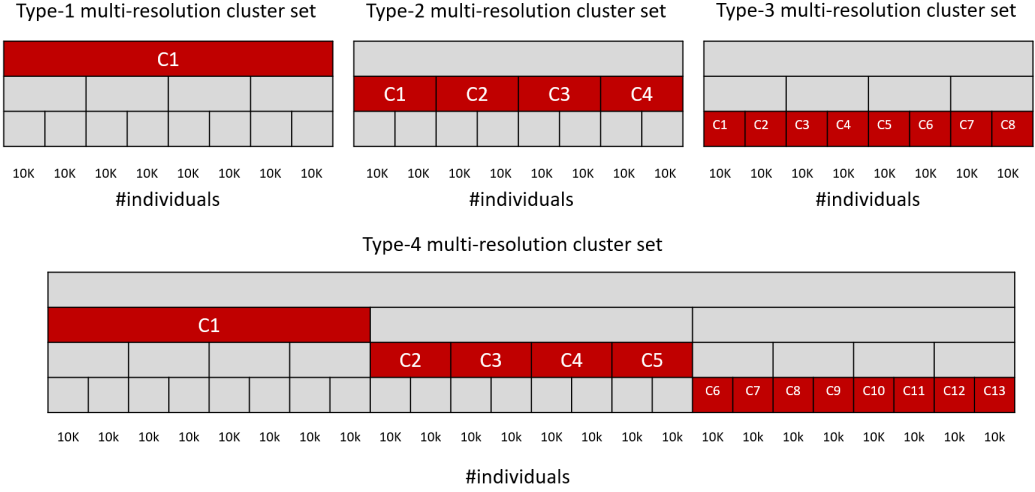 Type-1 multi-resolution cluster set
Type-2 multi-resolution cluster set
Type-3 multi-resolution cluster set
C1
C1 C2 C3 C4
C1 C2 C3 C4 C5 C6 C7 C8
10K 10K 10K 10K 10K 10K 10K 10K
10K 10K 10K 10K 10K 10K 10K 10K
10K 10K 10K 10K 10K 10K 10K 10K
#individuals
#individuals
#individuals
Type-4 multi-resolution cluster set
C1
C2 C3 C4 C5
C6 C7 C8 C9 C10 C11 C12 C13
10K 10k 10K 10k 10K 10k 10K 10k 10K 10k 10K 10k 10K 10k 10K 10k 10K 10k 10K 10k 10K 10k 10K 10k
#individuals